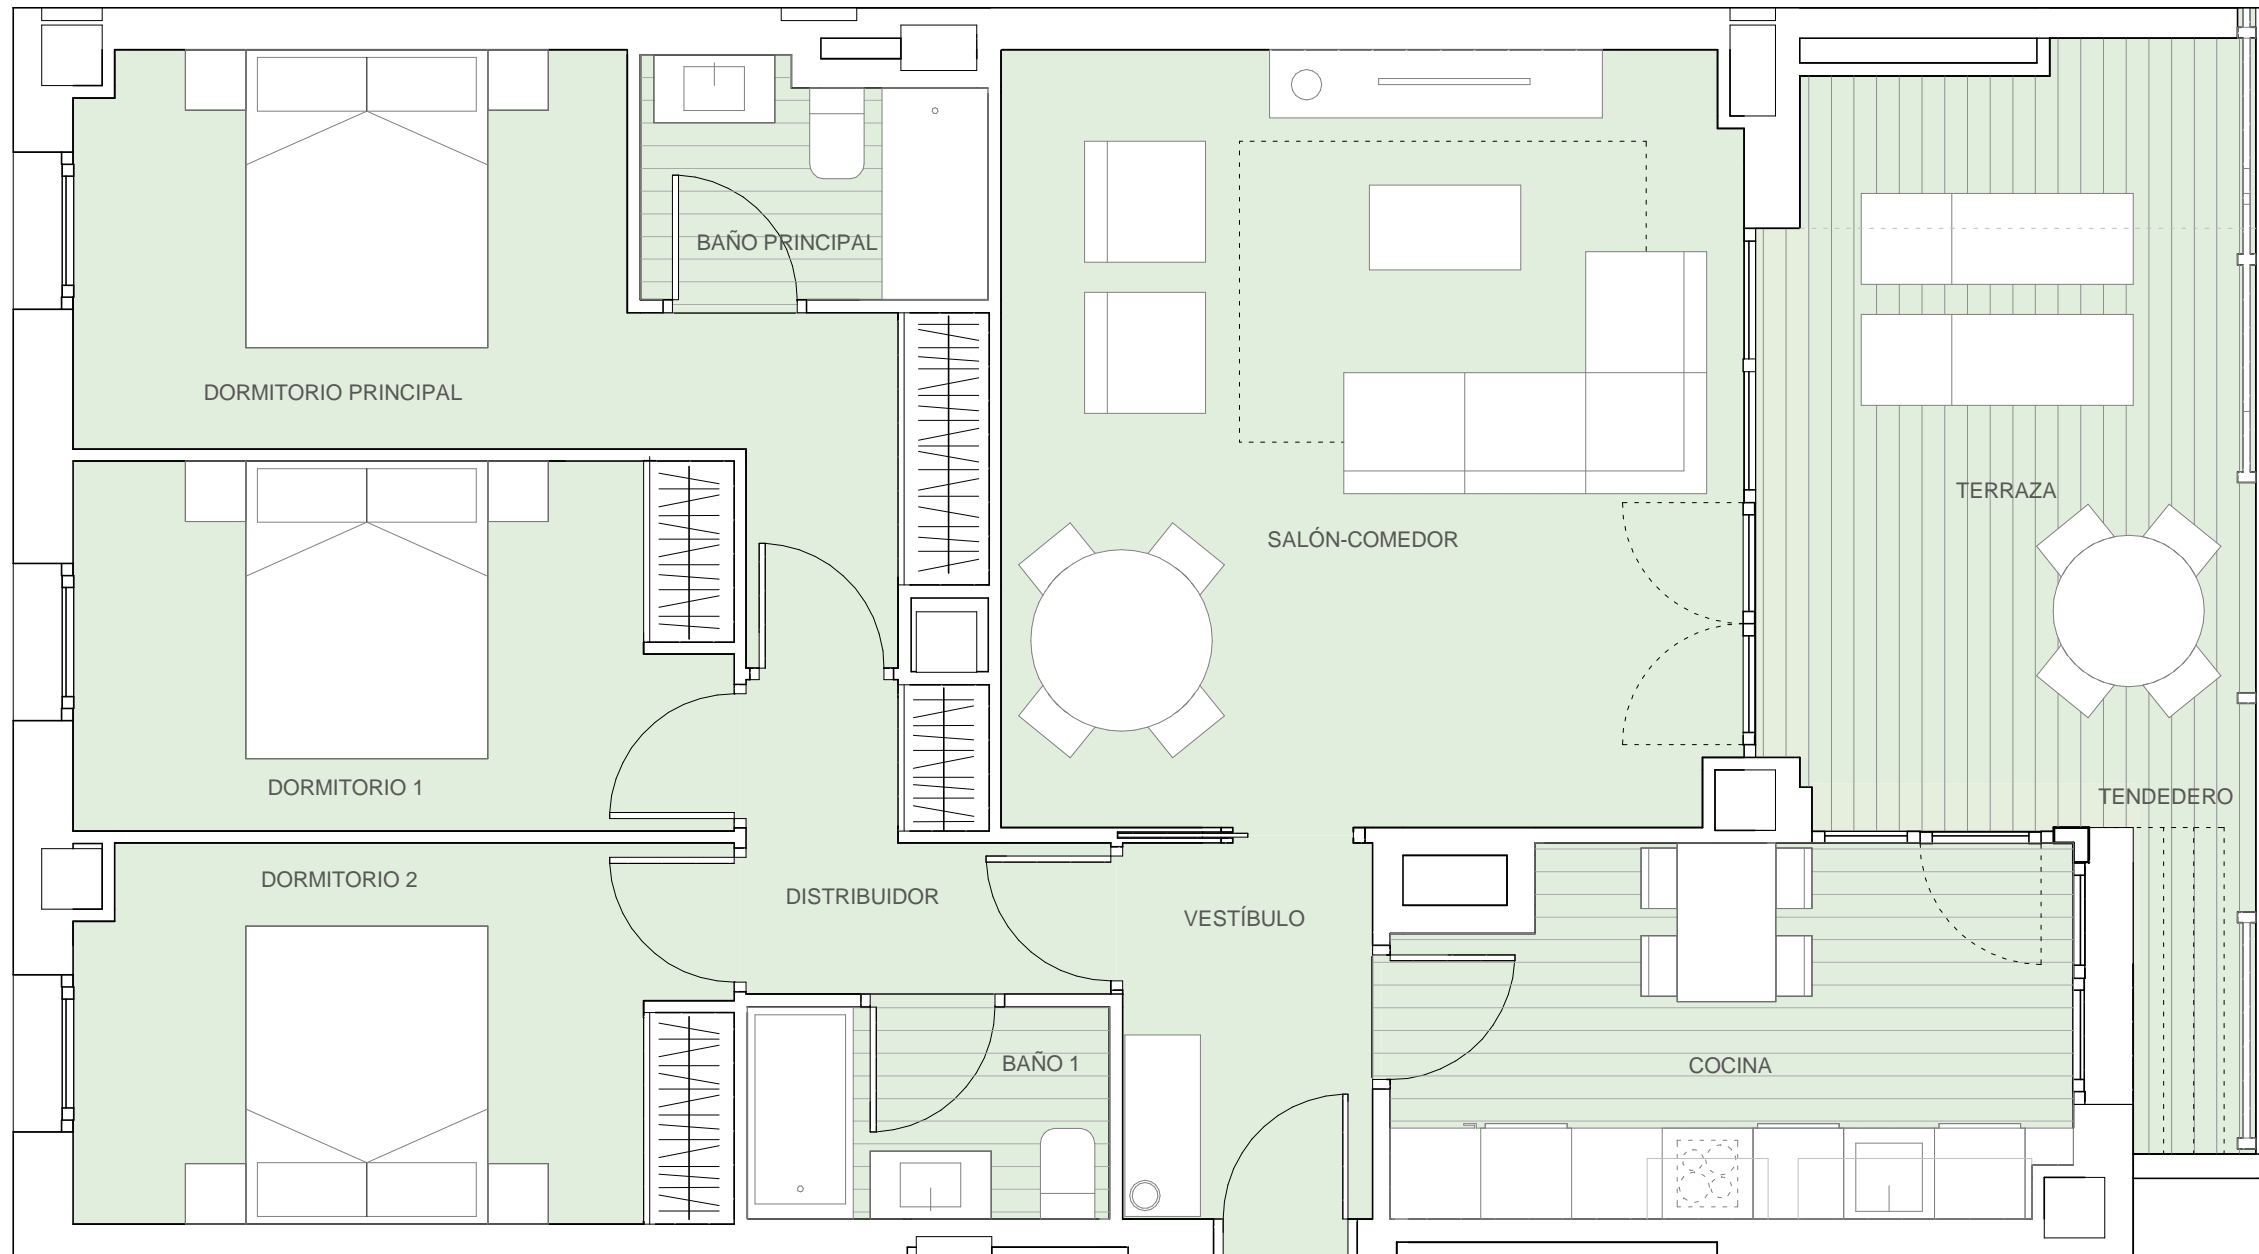 BAÑO PRINCIPAL
DORMITORIO PRINCIPAL
TERRAZA
SALÓN-COMEDOR
DORMITORIO 1
TENDEDERO
DORMITORIO 2
DISTRIBUIDOR
VESTÍBULO
BAÑO 1
COCINA